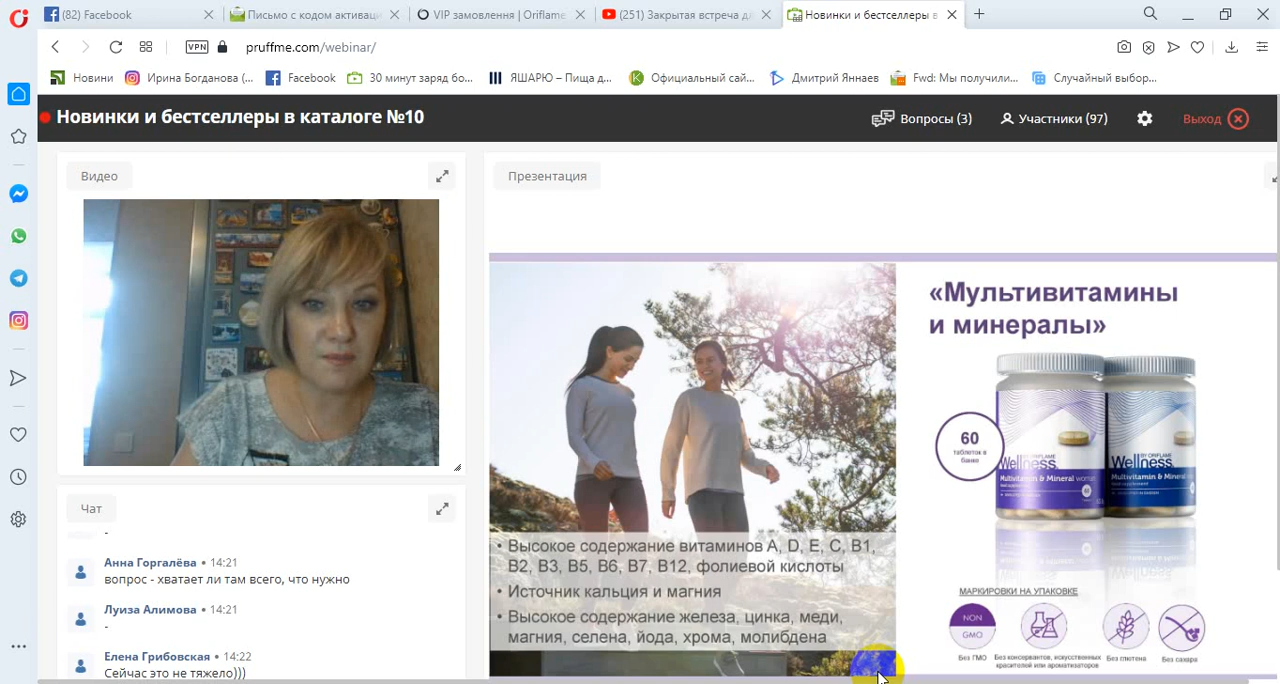 (82) Facebook
Письмо с кодом активаци
VIP замовлення | Oriflame
(251) Закрытая встреча дл
Новинки и бестселлеры в
VPN
pruffme.com/webinar/
Новини
Ирина Богданова (...
Facebook
30 минут заряд бо...
ЯШАРЮ – Пища д...
Официальный сай...
Дмитрий Яннаев
Fwd: Мы получили...
Случайный выбор...
Новинки и бестселлеры в каталоге №10
Вопросы (3)
Участники (97)
Выход
Видео
Презентация
«Мультивитамины
и минералы»
60
таблеток в
банке
BY ORIFLAME
Wellness
Multivitamin & Mineral woman
Wellness
Multivitamin & Mineral
• Высокое содержание витаминов A, D, E, C, B1,
B2, B3, B5, B6, B7, B12, фолиевой кислоты
• Источник кальция и магния
• Высокое содержание железа, цинка, меди,
магния, селена, йода, хрома, молибдена
МАРКИРОВКИ НА УПАКОВКЕ
NON
GMO
Без ГМО
Без консервантов, искусственных
красителей или ароматизаторов
Без глютена
Без сахара
Чат
-
Анна Горгалёва • 14:21
вопрос - хватает ли там всего, что нужно
Луиза Алимова • 14:21
-
Елена Грибовская • 14:22
Сейчас это не тяжело)))